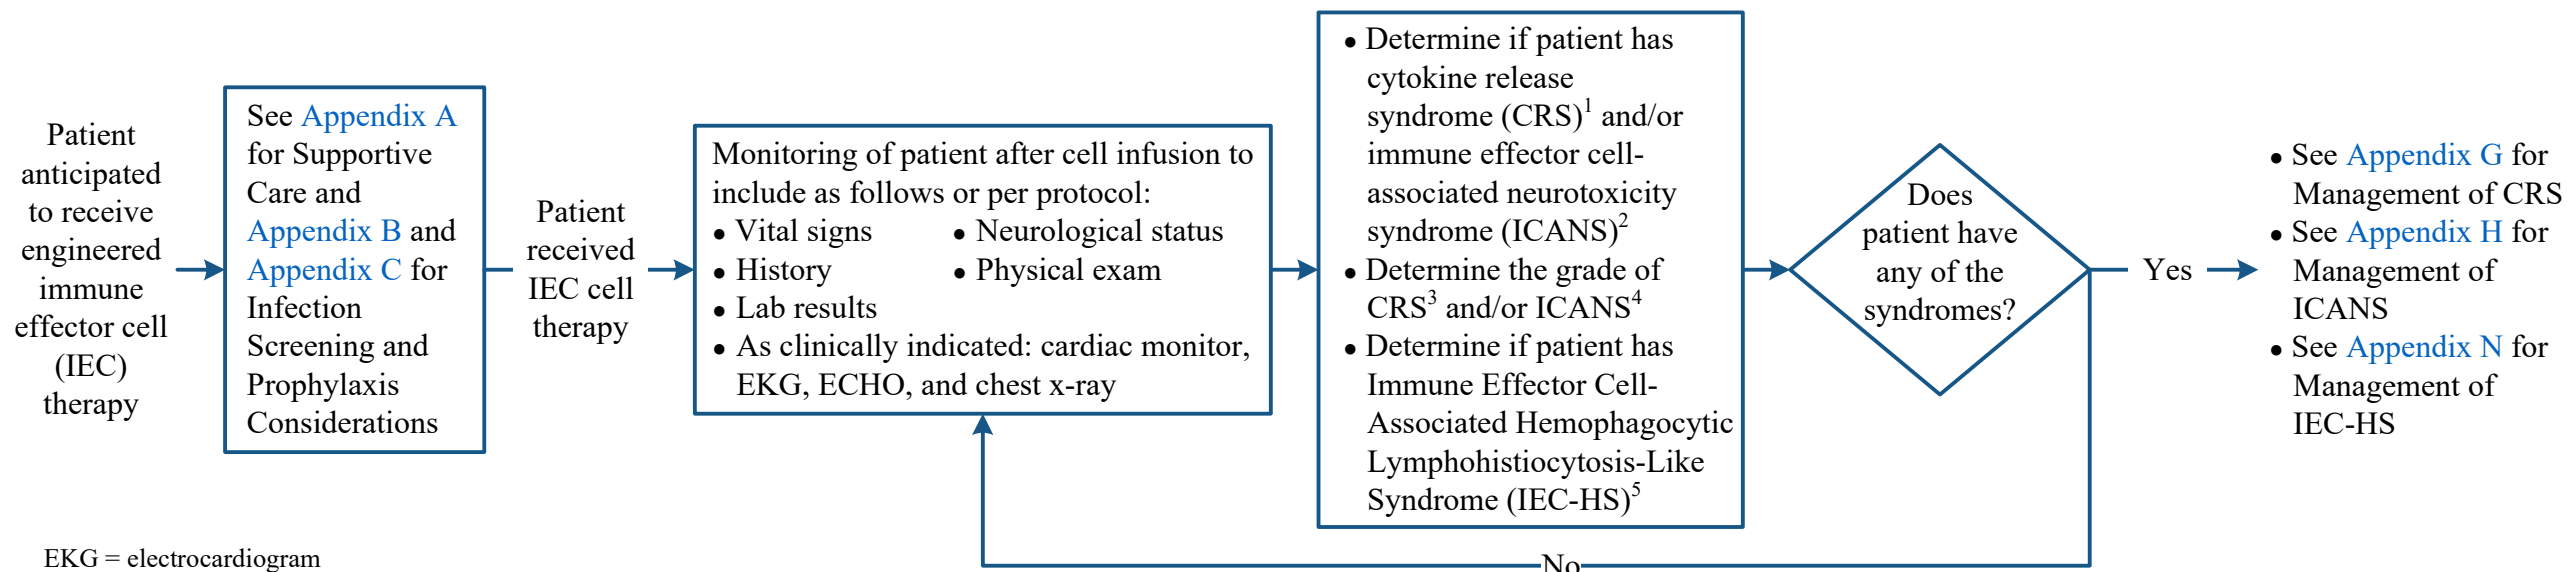 Patient
anticipated
to receive
engineered
immune
effector cell
(IEC)
therapy
See Appendix A
for Supportive
Care and
Appendix B and
Appendix C for
Infection
Screening and
Prophylaxis
Considerations
Patient
received
IEC cell
therapy
Monitoring of patient after cell infusion to
include as follows or per protocol:
● Vital signs
● History
● Lab results
● Neurological status
● Physical exam
● As clinically indicated: cardiac monitor,
EKG, ECHO, and chest x-ray
● Determine if patient has
cytokine release
syndrome (CRS)¹ and/or
immune effector cell-
associated neurotoxicity
syndrome (ICANS)²
● Determine the grade of
CRS³ and/or ICANS⁴
● Determine if patient has
Immune Effector Cell-
Associated Hemophagocytic
Lymphohistiocytosis-Like
Syndrome (IEC-HS)⁵
Does
patient have
any of the
syndromes?
Yes
● See Appendix G for
Management of CRS
● See Appendix H for
Management of
ICANS
● See Appendix N for
Management of
IEC-HS
No
EKG = electrocardiogram